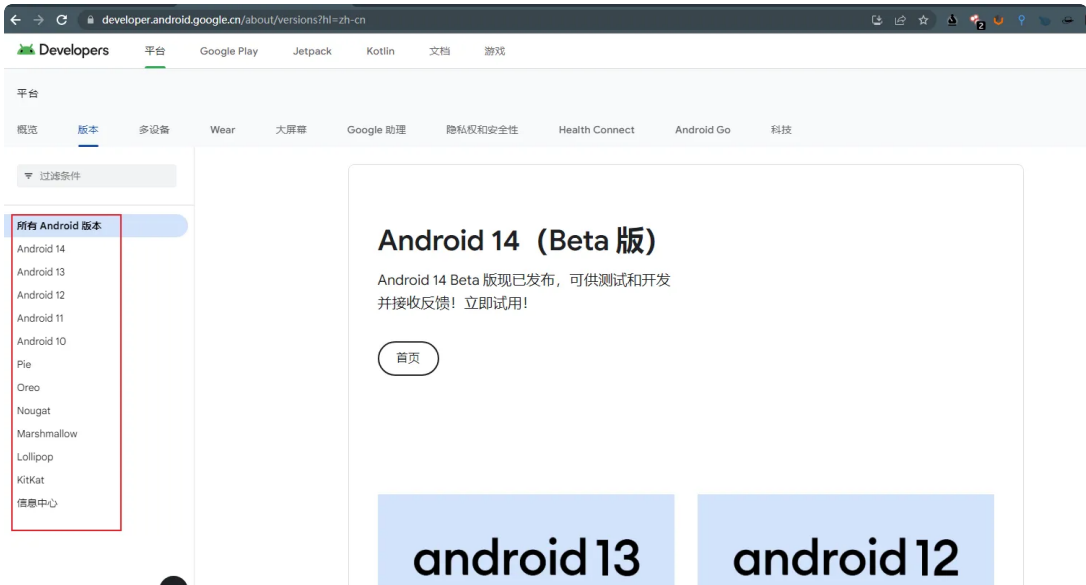 developer.android.google.cn/about/versions?hl=zh-cn
2
Developers
平台
Google Play
Jetpack
Kotlin
文档
游戏
平台
概览
版本
多设备
Wear
大屏幕
Google 助理
隐私权和安全性
Health Connect
Android Go
科技
过滤条件
所有 Android 版本
Android 14
Android 13
Android 12
Android 11
Android 10
Pie
Oreo
Nougat
Marshmallow
Lollipop
KitKat
信息中心
Android 14（Beta 版）
Android 14 Beta 版现已发布，可供测试和开发
并接收反馈！立即试用！
首页
android 13
android 12